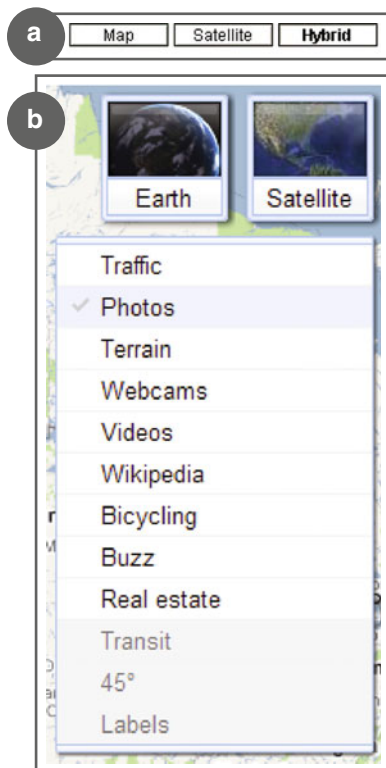 a
Map Satellite Hybrid
b
Earth Satellite
Traffic
Photos
Terrain
Webcams
Videos
Wikipedia
Bicycling
Buzz
Real estate
Transit
45°
Labels